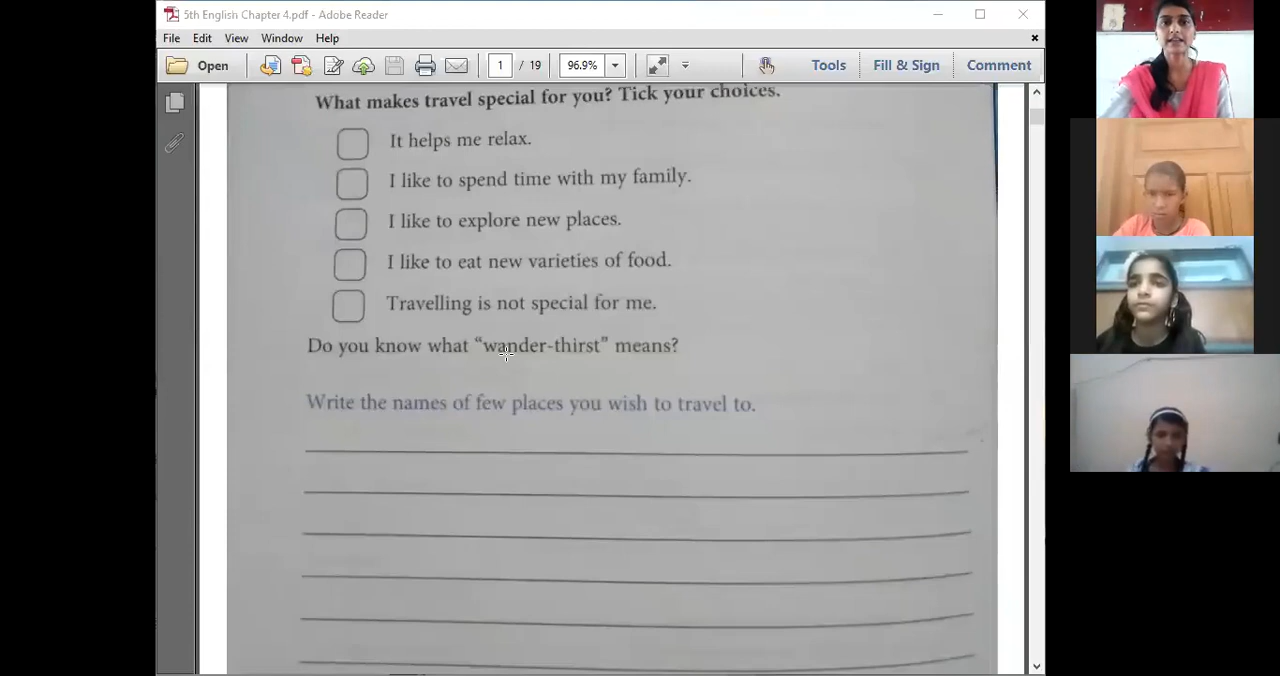 5th English Chapter 4.pdf - Adobe Reader
File Edit View Window Help
Open 1 / 19 96.9% Tools Fill & Sign Comment
What makes travel special for you? Tick your choices.
It helps me relax.
I like to spend time with my family.
I like to explore new places.
I like to eat new varieties of food.
Travelling is not special for me.
Do you know what “wander-thirst” means?
Write the names of few places you wish to travel to.